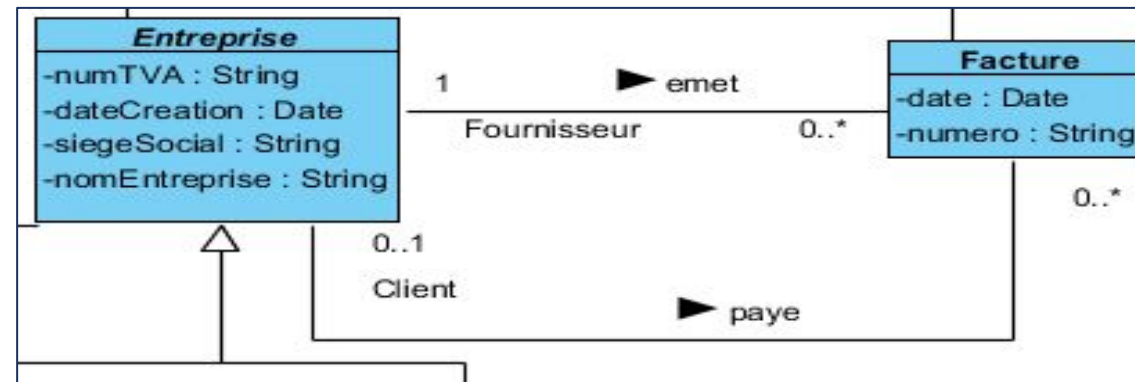 Entreprise
-numTVA : String
-dateCreation : Date
-siegeSocial : String
-nomEntreprise : String
1
emet
Fournisseur
0..*
Facture
-date : Date
-numero : String
0..*
0..1
Client
paye